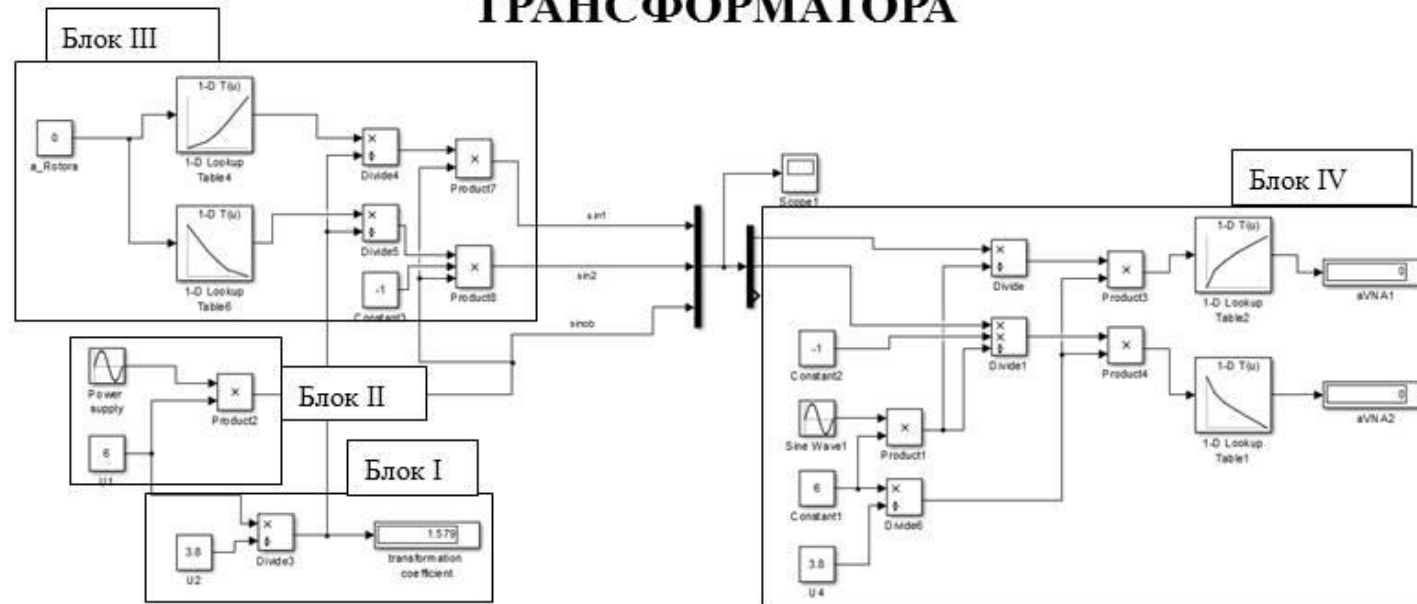 ТРАНСФОРМАТОРА
Блок III
0
a_Rotora
1-D T(u)
1-D Lookup
Table4
1-D T(u)
1-D Lookup
Table6
×
÷
Divide4
×
÷
Divide5
-1
Constant3
×
Product7
×
Product8
sin1
sin2
sinob
Scope1
Power
supply
×
Product2
6
U1
Блок II
Блок I
3.8
U2
×
÷
Divide3
1.579
transformation
coefficient
Блок IV
×
÷
Divide
×
×
÷
Divide1
-1
Constant2
Sine Wave1
×
Product1
6
Constant1
×
÷
Divide6
3.8
U4
×
Product3
×
Product4
1-D T(u)
1-D Lookup
Table2
1-D T(u)
1-D Lookup
Table1
0
aVNA1
0
aVNA2